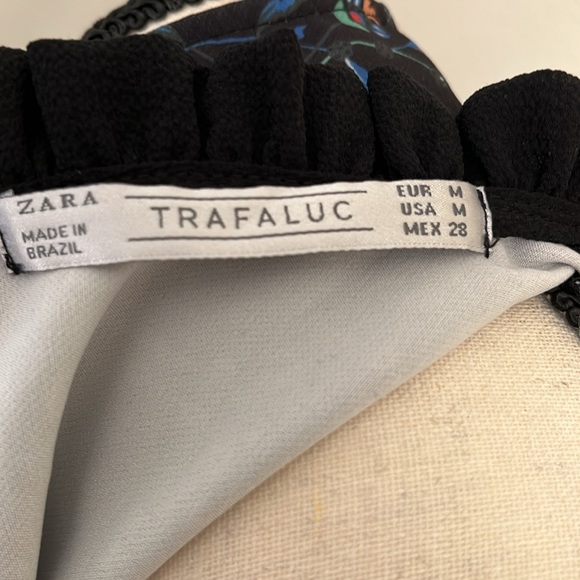 ZARA
MADE IN
BRAZIL
TRAFALUC
EUR M
USA M
MEX 28